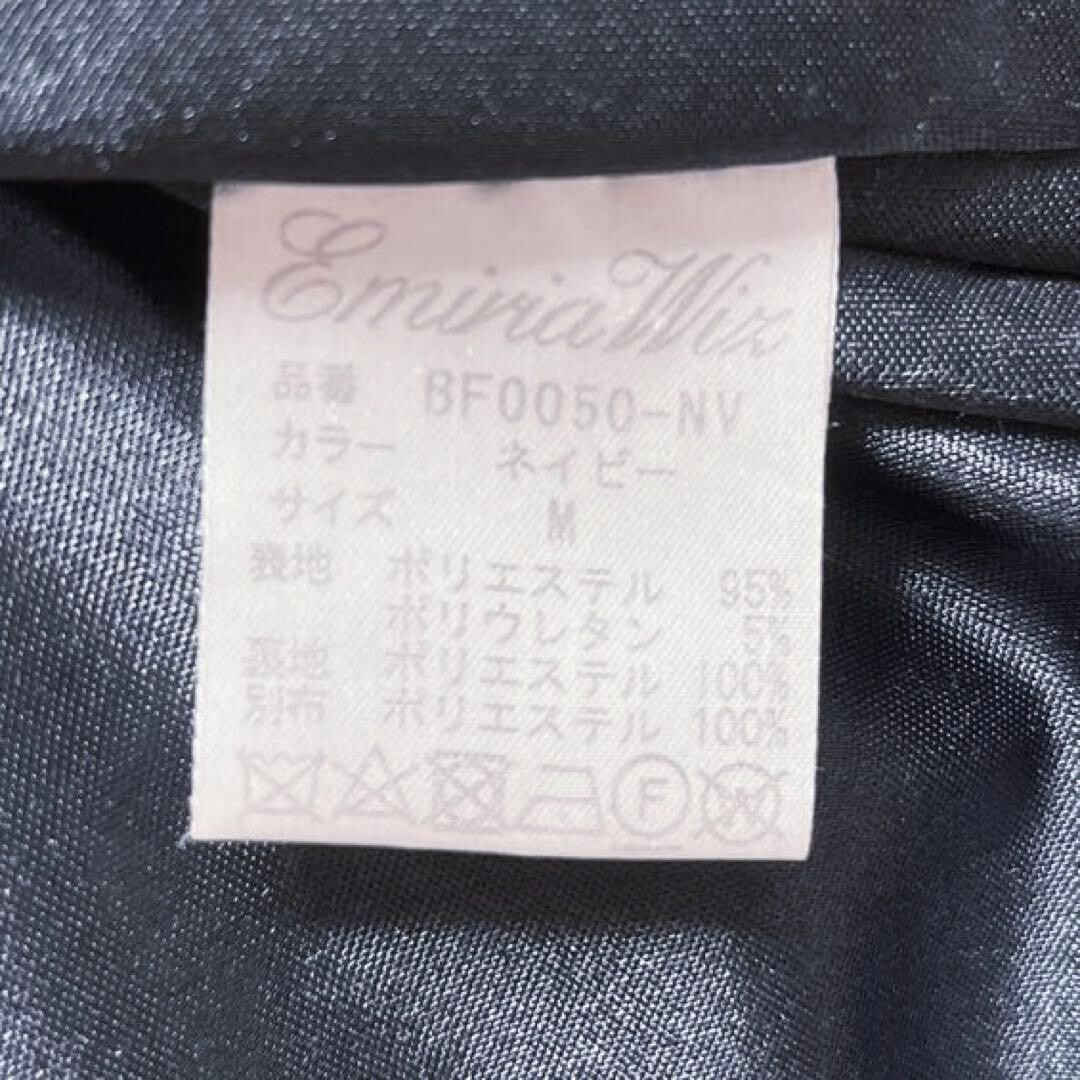 EmiriaWiz
品番 BF0050-NV
カラー ネイビー
サイズ M
表地 ポリエステル 95%
ポリウレタン 5%
裏地 ポリエステル 100%
別布 ポリエステル 100%
F
W